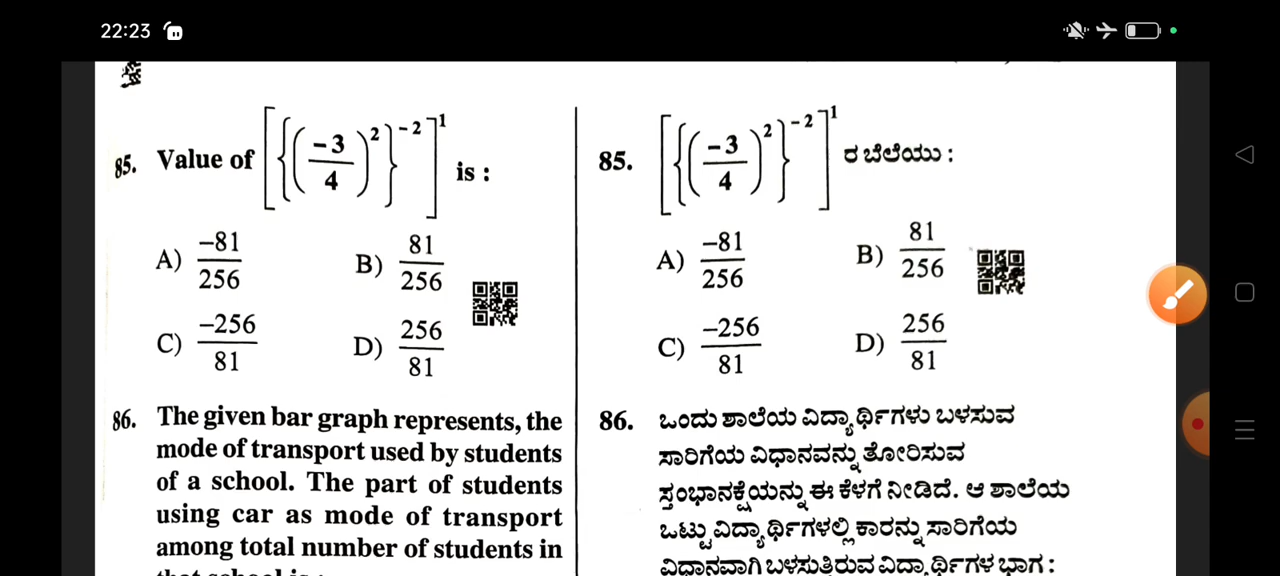 22:23
85. Value of [{(-3/4)²}⁻²]¹ is :
A) –81/256 B) 81/256
C) –256/81 D) 256/81
86. The given bar graph represents, the
mode of transport used by students
of a school. The part of students
using car as mode of transport
among total number of students in
85. [{(-3/4)²}⁻²]¹ ರ ಬೆಲೆಯು :
A) –81/256 B) 81/256
C) –256/81 D) 256/81
86. ಒಂದು ಶಾಲೆಯ ವಿದ್ಯಾರ್ಥಿಗಳು ಬಳಸುವ
ಸಾರಿಗೆಯ ವಿಧಾನವನ್ನು ತೋರಿಸುವ
ಸ್ತಂಭಾನಕ್ಷೆಯನ್ನು ಈ ಕೆಳಗೆ ನೀಡಿದೆ. ಆ ಶಾಲೆಯ
ಒಟ್ಟು ವಿದ್ಯಾರ್ಥಿಗಳಲ್ಲಿ ಕಾರನ್ನು ಸಾರಿಗೆಯ
ವಿಧಾನವಾಗಿ ಬಳಸುತ್ತಿರುವ ವಿದ್ಯಾರ್ಥಿಗಳ ಭಾಗ :